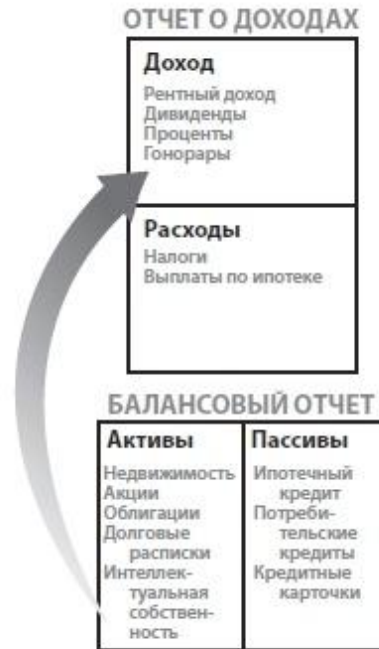 ОТЧЕТ О ДОХОДАХ
Доход
Рентный доход
Дивиденды
Проценты
Гонорары
Расходы
Налоги
Выплаты по ипотеке
БАЛАНСОВЫЙ ОТЧЕТ
Активы
Недвижимость
Акции
Облигации
Долговые
расписки
Интеллек-
туальная
собствен-
ность
Пассивы
Ипотечный
кредит
Потреби-
тельские
кредиты
Кредитные
карточки